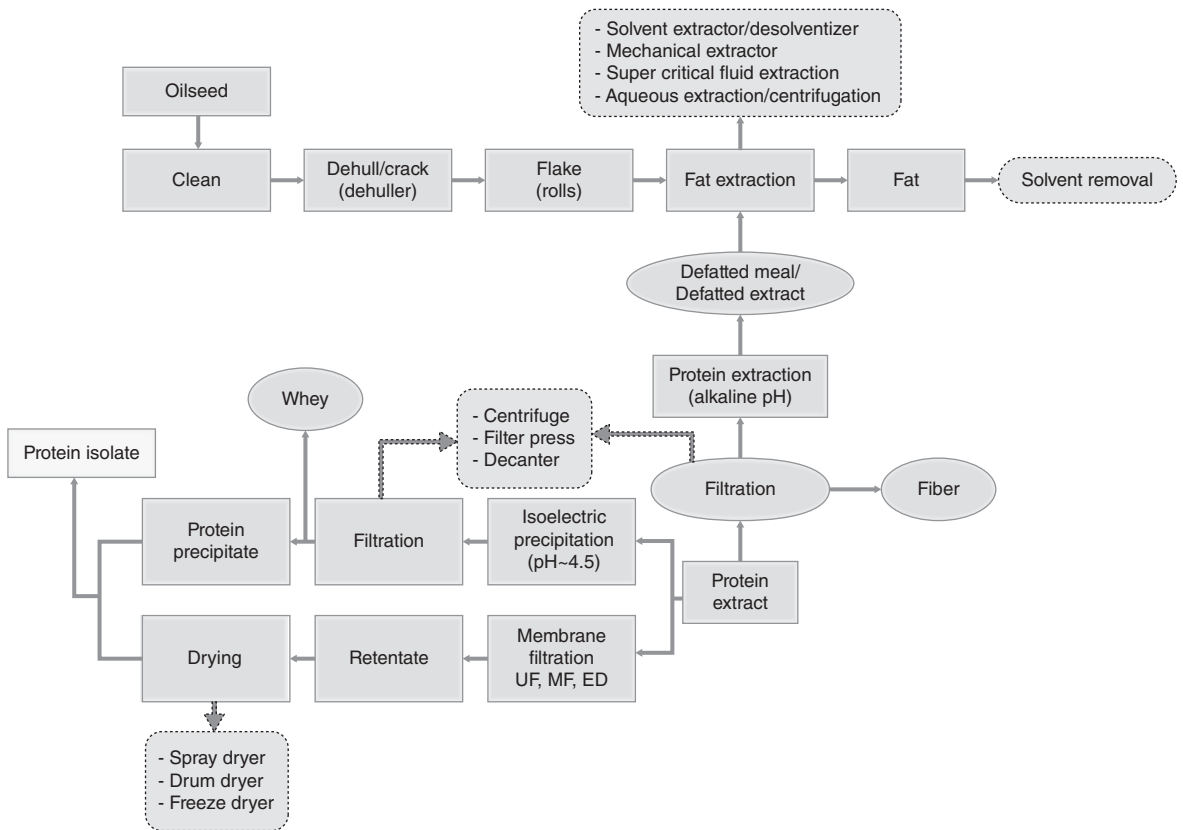 - Solvent extractor/desolventizer
- Mechanical extractor
- Super critical fluid extraction
- Aqueous extraction/centrifugation
Oilseed
Clean
Dehull/crack
(dehuller)
Flake
(rolls)
Fat extraction
Fat
Solvent removal
Defatted meal/
Defatted extract
Protein extraction
(alkaline pH)
Whey
- Centrifuge
- Filter press
- Decanter
Protein isolate
Filtration
Fiber
Protein
precipitate
Filtration
Isoelectric
precipitation
(pH~4.5)
Protein
extract
Drying
Retentate
Membrane
filtration
UF, MF, ED
- Spray dryer
- Drum dryer
- Freeze dryer